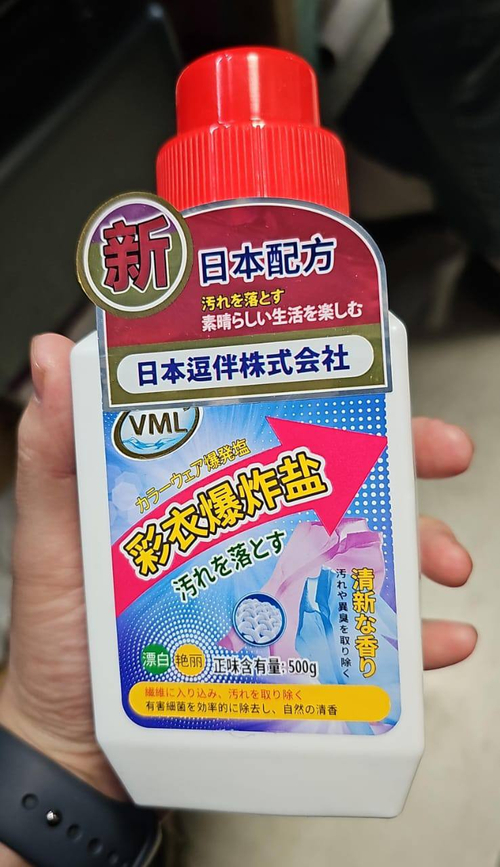 新
日本配方
汚れを落とす
素晴らしい生活を楽しむ
日本逗伴株式会社
VML
カラーウェア爆発塩
彩衣爆炸盐
汚れを落とす
清新な香り
汚れや異臭を取り除く
漂白
艳丽
正味含有量:500g
繊維に入り込み、汚れを取り除く
有害細菌を効率的に除去し、自然の清香